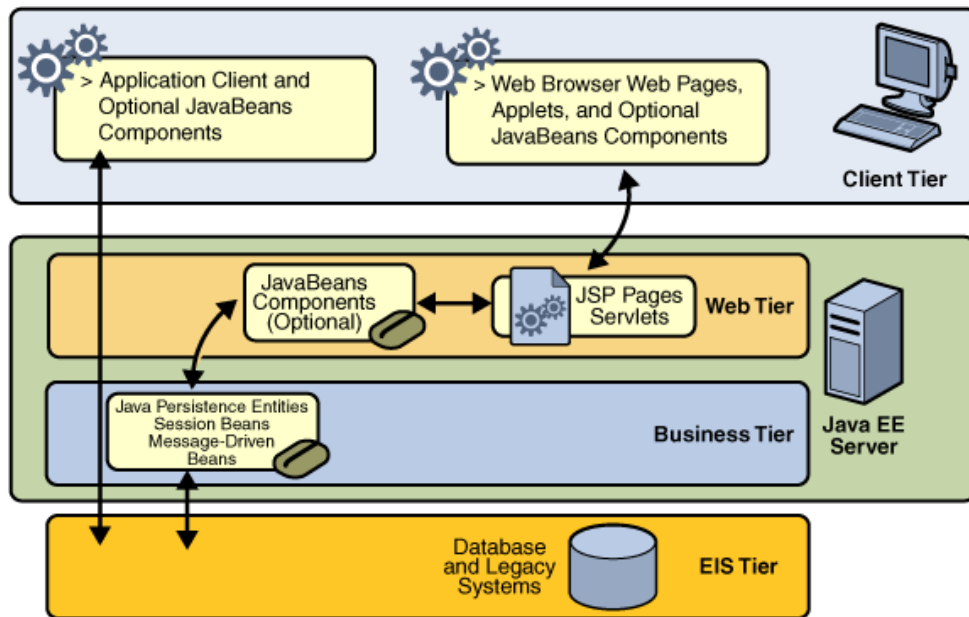 > Application Client and
Optional JavaBeans
Components
> Web Browser Web Pages,
Applets, and Optional
JavaBeans Components
Client Tier
JavaBeans
Components
(Optional)
JSP Pages
Servlets
Web Tier
Java Persistence Entities
Session Beans
Message-Driven
Beans
Business Tier
Java EE
Server
Database
and Legacy
Systems
EIS Tier